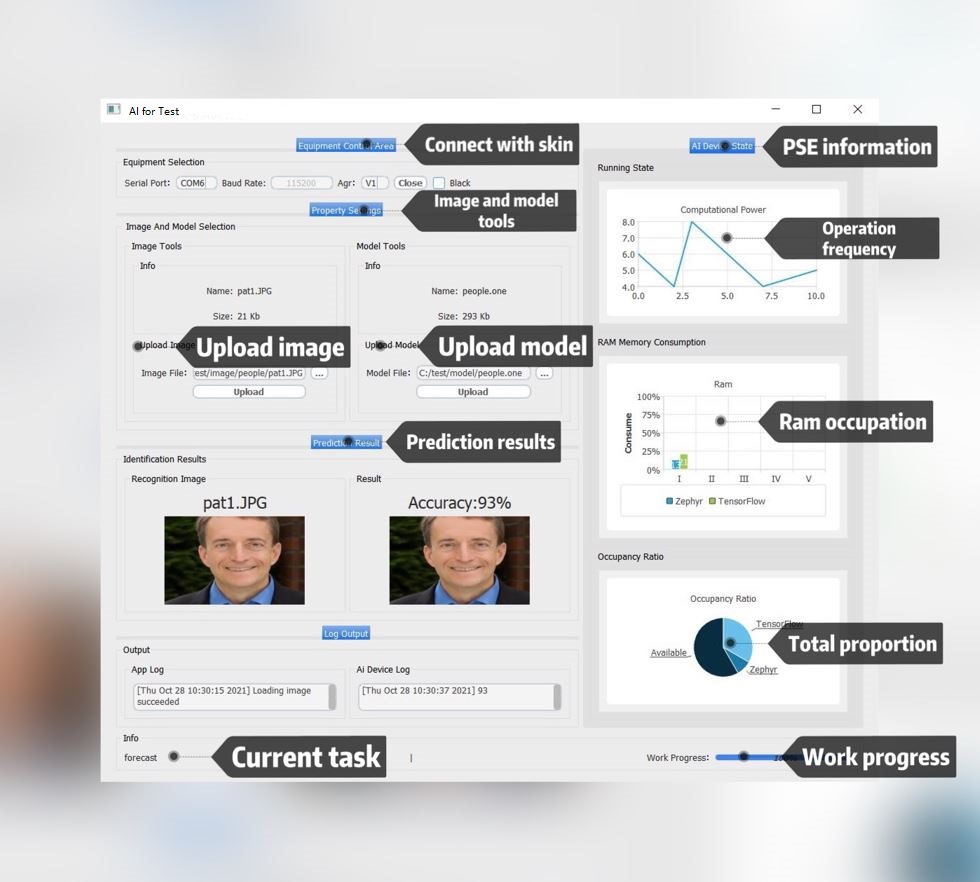 AI for Test
Equipment Control Area
Connect with skin
Equipment Selection
Serial Port: COM6 Baud Rate: 115200 Agr: V1 Close Black
Property Settings
Image and model
tools
Image And Model Selection
Image Tools
Info
Name: pat1.JPG
Size: 21 Kb
Upload Image
Upload image
Image File: est/image/people/pat1.JPG ...
Upload
Model Tools
Info
Name: people.one
Size: 293 Kb
Upload Model
Upload model
Model File: C:/test/model/people.one ...
Upload
Prediction Result
Prediction results
Identification Results
Recognition Image
pat1.JPG
Result
Accuracy:93%
Log Output
Output
App Log
[Thu Oct 28 10:30:15 2021] Loading image
succeeded
Ai Device Log
[Thu Oct 28 10:30:37 2021] 93
Info
forecast
Current task
AI Device State
PSE information
Running State
Computational Power
8.0
7.0
6.0
5.0
4.0
0.0 2.5 5.0 7.5 10.0
Operation
frequency
RAM Memory Consumption
Ram
Consume
100%
75%
50%
25%
0%
I II III IV V
Zephyr TensorFlow
Ram occupation
Occupancy Ratio
Occupancy Ratio
TensorFlow
Available
Zephyr
Total proportion
Work Progress:
Work progress